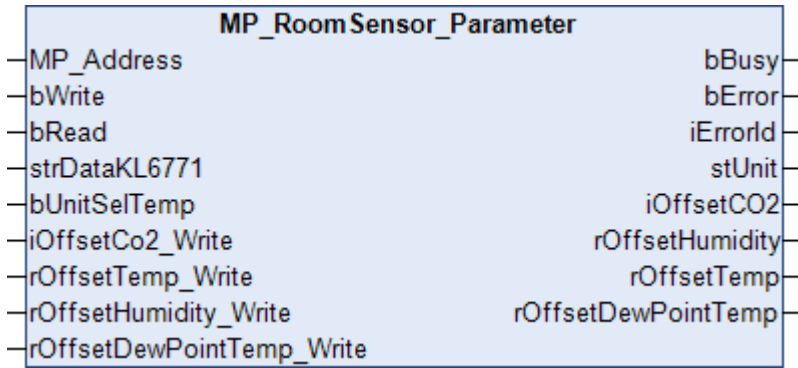 MP_RoomSensor_Parameter
MP_Address bBusy
bWrite bError
bRead iErrorId
strDataKL6771 stUnit
bUnitSelTemp iOffsetCO2
iOffsetCo2_Write rOffsetHumidity
rOffsetTemp_Write rOffsetTemp
rOffsetHumidity_Write rOffsetDewPointTemp
rOffsetDewPointTemp_Write